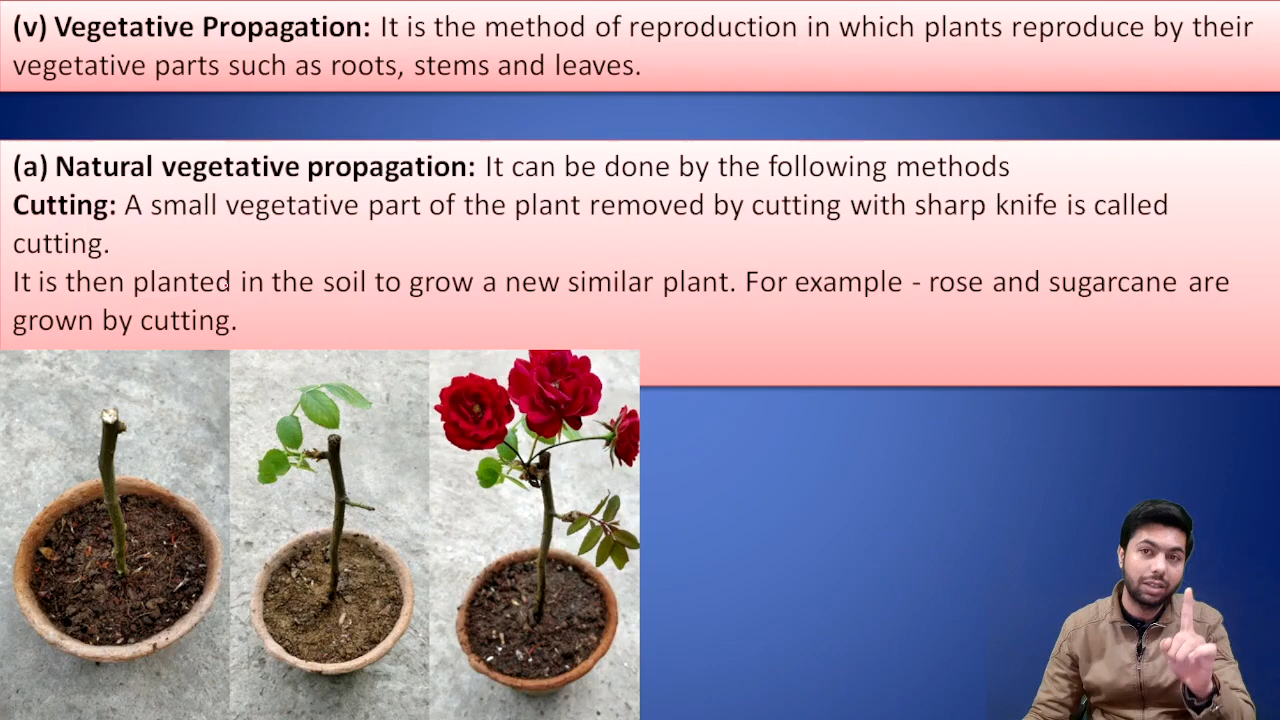 (v) Vegetative Propagation: It is the method of reproduction in which plants reproduce by their
vegetative parts such as roots, stems and leaves.
(a) Natural vegetative propagation: It can be done by the following methods
Cutting: A small vegetative part of the plant removed by cutting with sharp knife is called
cutting.
It is then planted in the soil to grow a new similar plant. For example - rose and sugarcane are
grown by cutting.